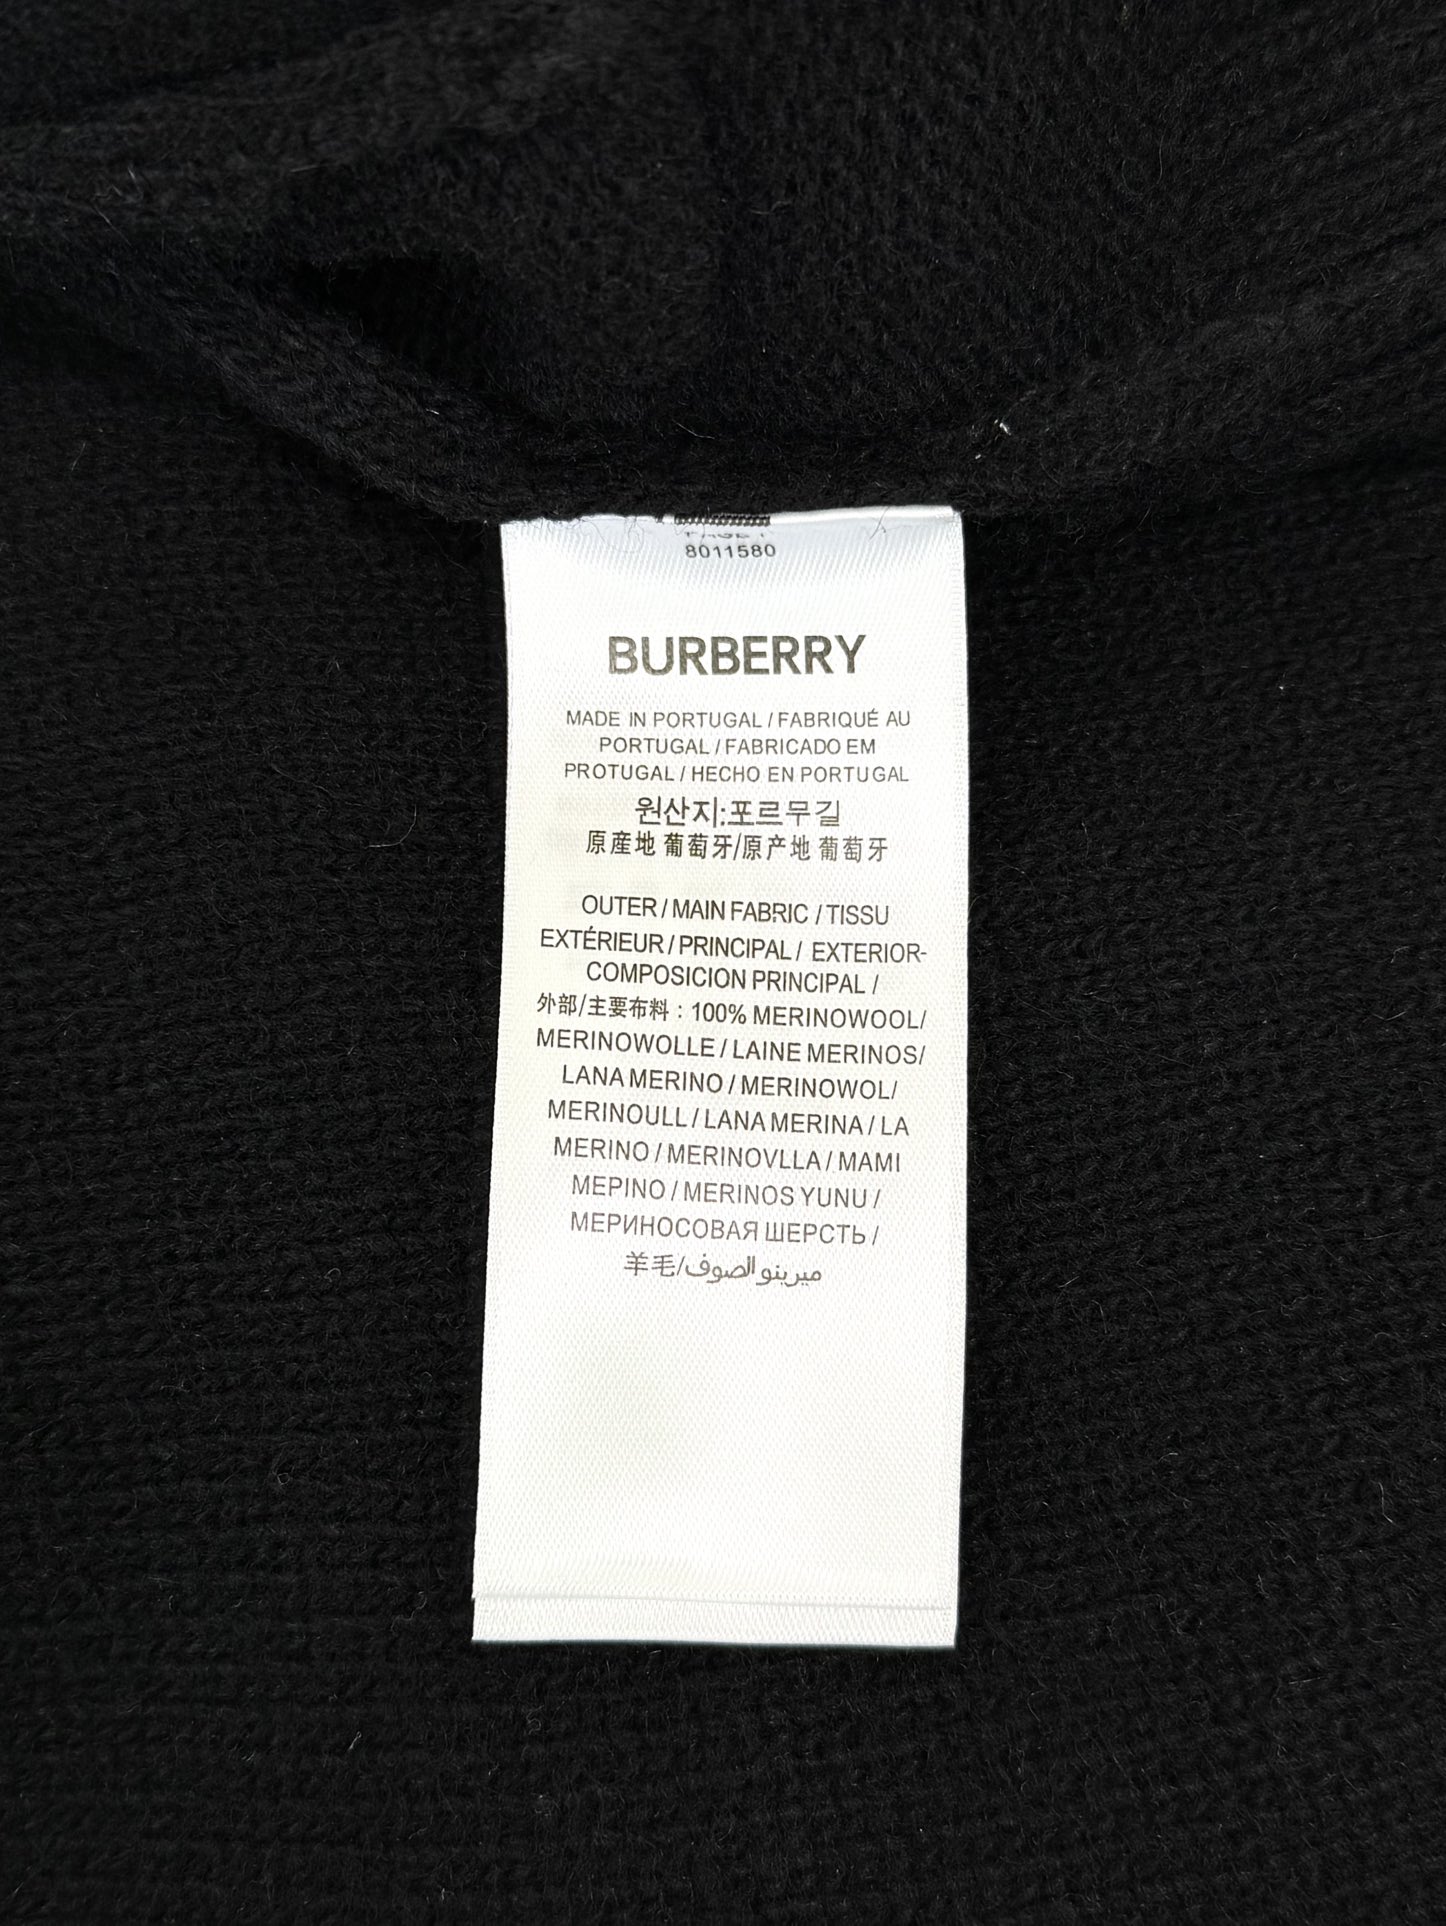 8011580
BURBERRY
MADE IN PORTUGAL / FABRIQUÉ AU
PORTUGAL / FABRICADO EM
PROTUGAL / HECHO EN PORTUGAL
원산지:포르무길
原産地 葡萄牙/原产地 葡萄牙
OUTER / MAIN FABRIC / TISSU
EXTÉRIEUR / PRINCIPAL / EXTERIOR-
COMPOSICION PRINCIPAL /
外部/主要布料 : 100% MERINOWOOL/
MERINOWOLLE / LAINE MERINOS/
LANA MERINO / MERINOWOL/
MERINOULL / LANA MERINA / LA
MERINO / MERINOVLLA / MAMI
MEPINO / MERINOS YUNU /
МЕРИНОСОВАЯ ШЕРСТЬ /
羊毛/ميرينو الصوف